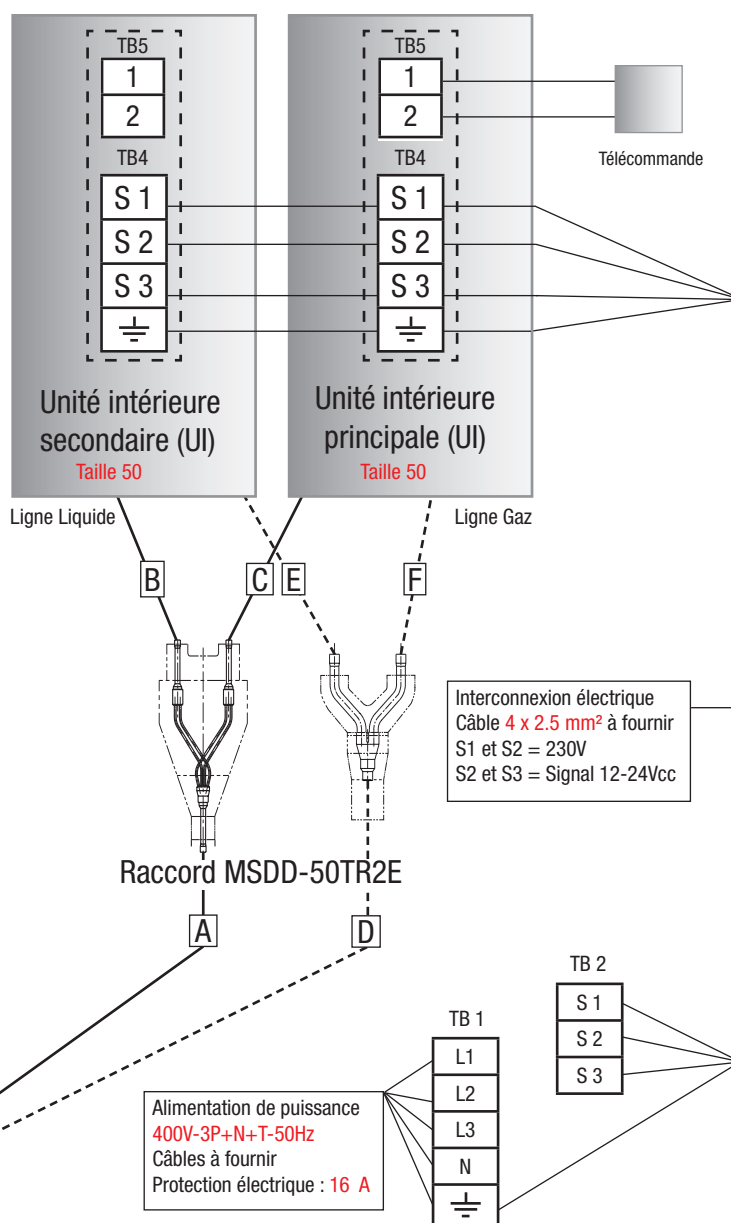 TB5
1
2
TB4
S 1
S 2
S 3
Unité intérieure
secondaire (UI)
Taille 50
TB5
1
2
TB4
S 1
S 2
S 3
Unité intérieure
principale (UI)
Taille 50
Télécommande
Ligne Liquide
Ligne Gaz
B
C
E
F
Interconnexion électrique
Câble 4 x 2.5 mm² à fournir
S1 et S2 = 230V
S2 et S3 = Signal 12-24Vcc
Raccord MSDD-50TR2E
A
D
TB 2
S 1
S 2
S 3
TB 1
L1
L2
L3
N
Alimentation de puissance
400V-3P+N+T-50Hz
Câbles à fournir
Protection électrique : 16 A